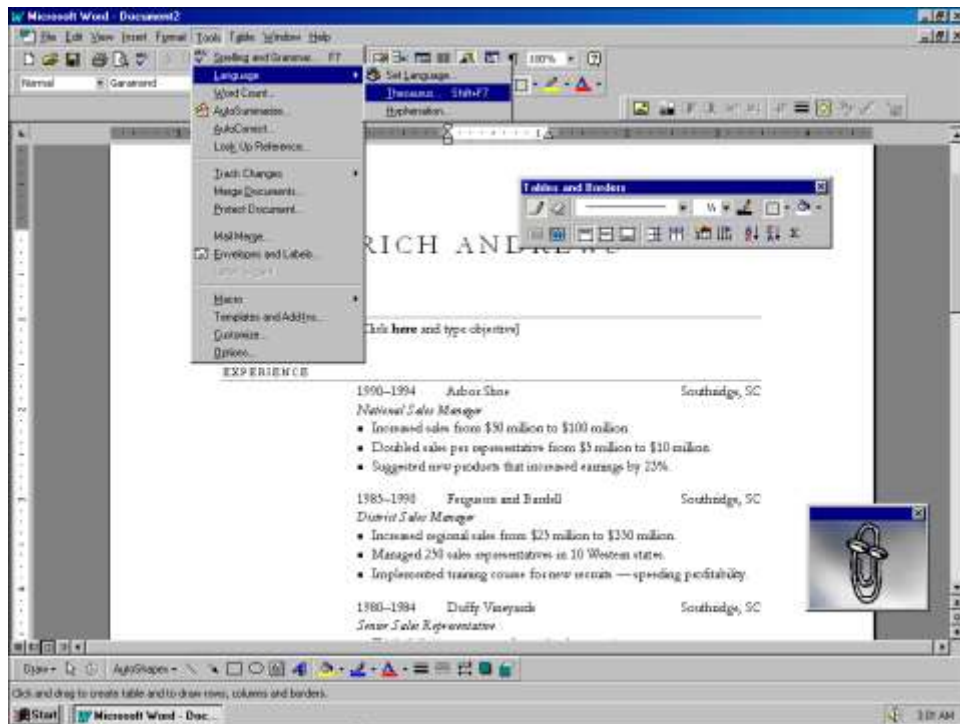 Microsoft Word - Document2
File Edit View Insert Format Tools Table Window Help
Spelling and Grammar... F7
100%
Normal Garamond
Language
Set Language...
Word Count...
Thesaurus... Shift+F7
AutoSummarize...
Hyphenation...
AutoCorrect...
Look Up Reference...
Track Changes
Merge Documents...
Protect Document...
Mail Merge...
Envelopes and Labels...
Macro
Templates and Add-Ins...
Customize...
Options...
Tables and Borders
½
RICH ANDREWS
Click here and type objective]
EXPERIENCE
1990–1994 Arbor Shoe Southridge, SC
National Sales Manager
Increased sales from $50 million to $100 million.
Doubled sales per representative from $5 million to $10 million.
Suggested new products that increased earnings by 23%.
1985–1990 Ferguson and Bardell Southridge, SC
District Sales Manager
Increased regional sales from $25 million to $350 million.
Managed 250 sales representatives in 10 Western states.
Implemented training course for new recruits — speeding profitability.
1980–1984 Duffy Vineyards Southridge, SC
Senior Sales Representative
Draw AutoShapes
Click and drag to create table and to draw rows, columns and borders.
Start Microsoft Word - Doc... 3:01 AM